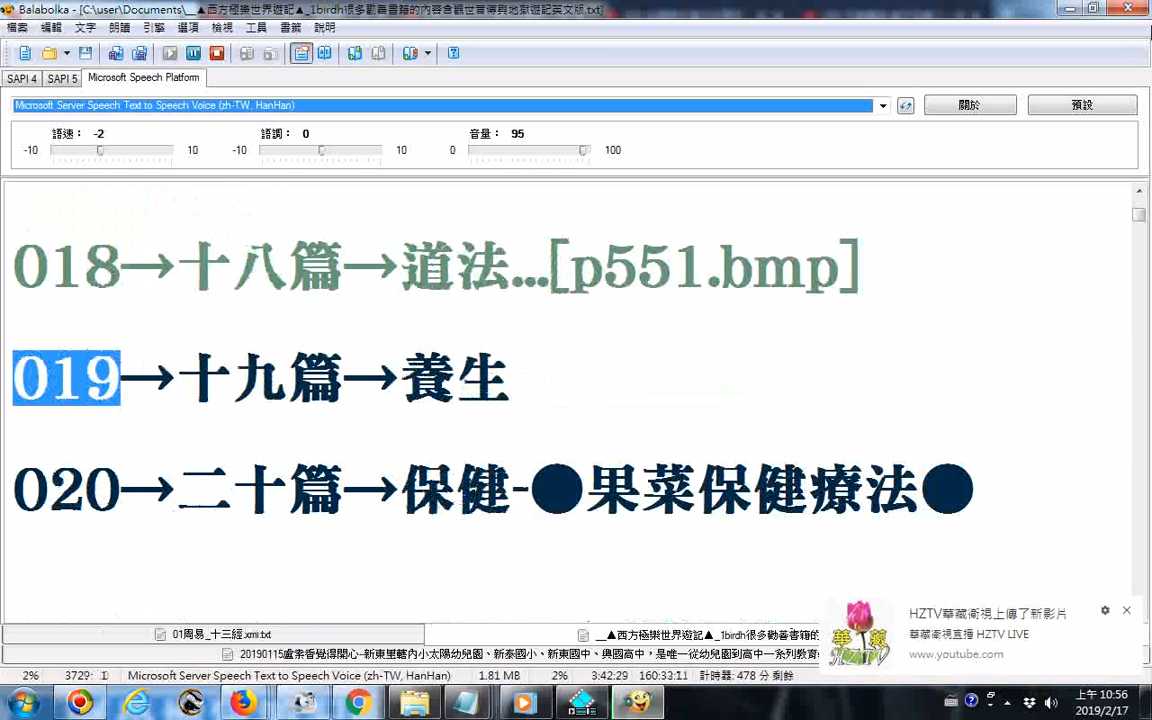 Balabolka - [C:\user\Documents\__▲西方極樂世界遊記▲_1birdh很多勸善書籍的內容含觀世音傳與地獄遊記英文版.txt]
檔案 編輯 文字 朗讀 引擎 選項 檢視 工具 書籤 說明
SAPI 4 SAPI 5 Microsoft Speech Platform
Microsoft Server Speech Text to Speech Voice (zh-TW, HanHan)
關於 預設
語速： -2 語調： 0 音量： 95
-10 10 -10 10 0 100
018→十八篇→道法...[p551.bmp]
019→十九篇→養生
020→二十篇→保健-●果菜保健療法●
HZTV華藏衛視上傳了新影片
華藏衛視直播 HZTV LIVE
www.youtube.com
華藏
HZTV
01周易_十三經.xmi.txt
__▲西方極樂世界遊記▲_1birdh很多勸善書籍的
20190115盧素香覺得開心-新東里轄內小太陽幼兒園、新泰國小、新東國中、興國高中，是唯一從幼兒園到高中一系列教育
2% 3729: 1 Microsoft Server Speech Text to Speech Voice (zh-TW, HanHan) 1.81 MB 2% 3:42:29 160:33:11 計時器: 478 分 剩餘
上午 10:56
2019/2/17